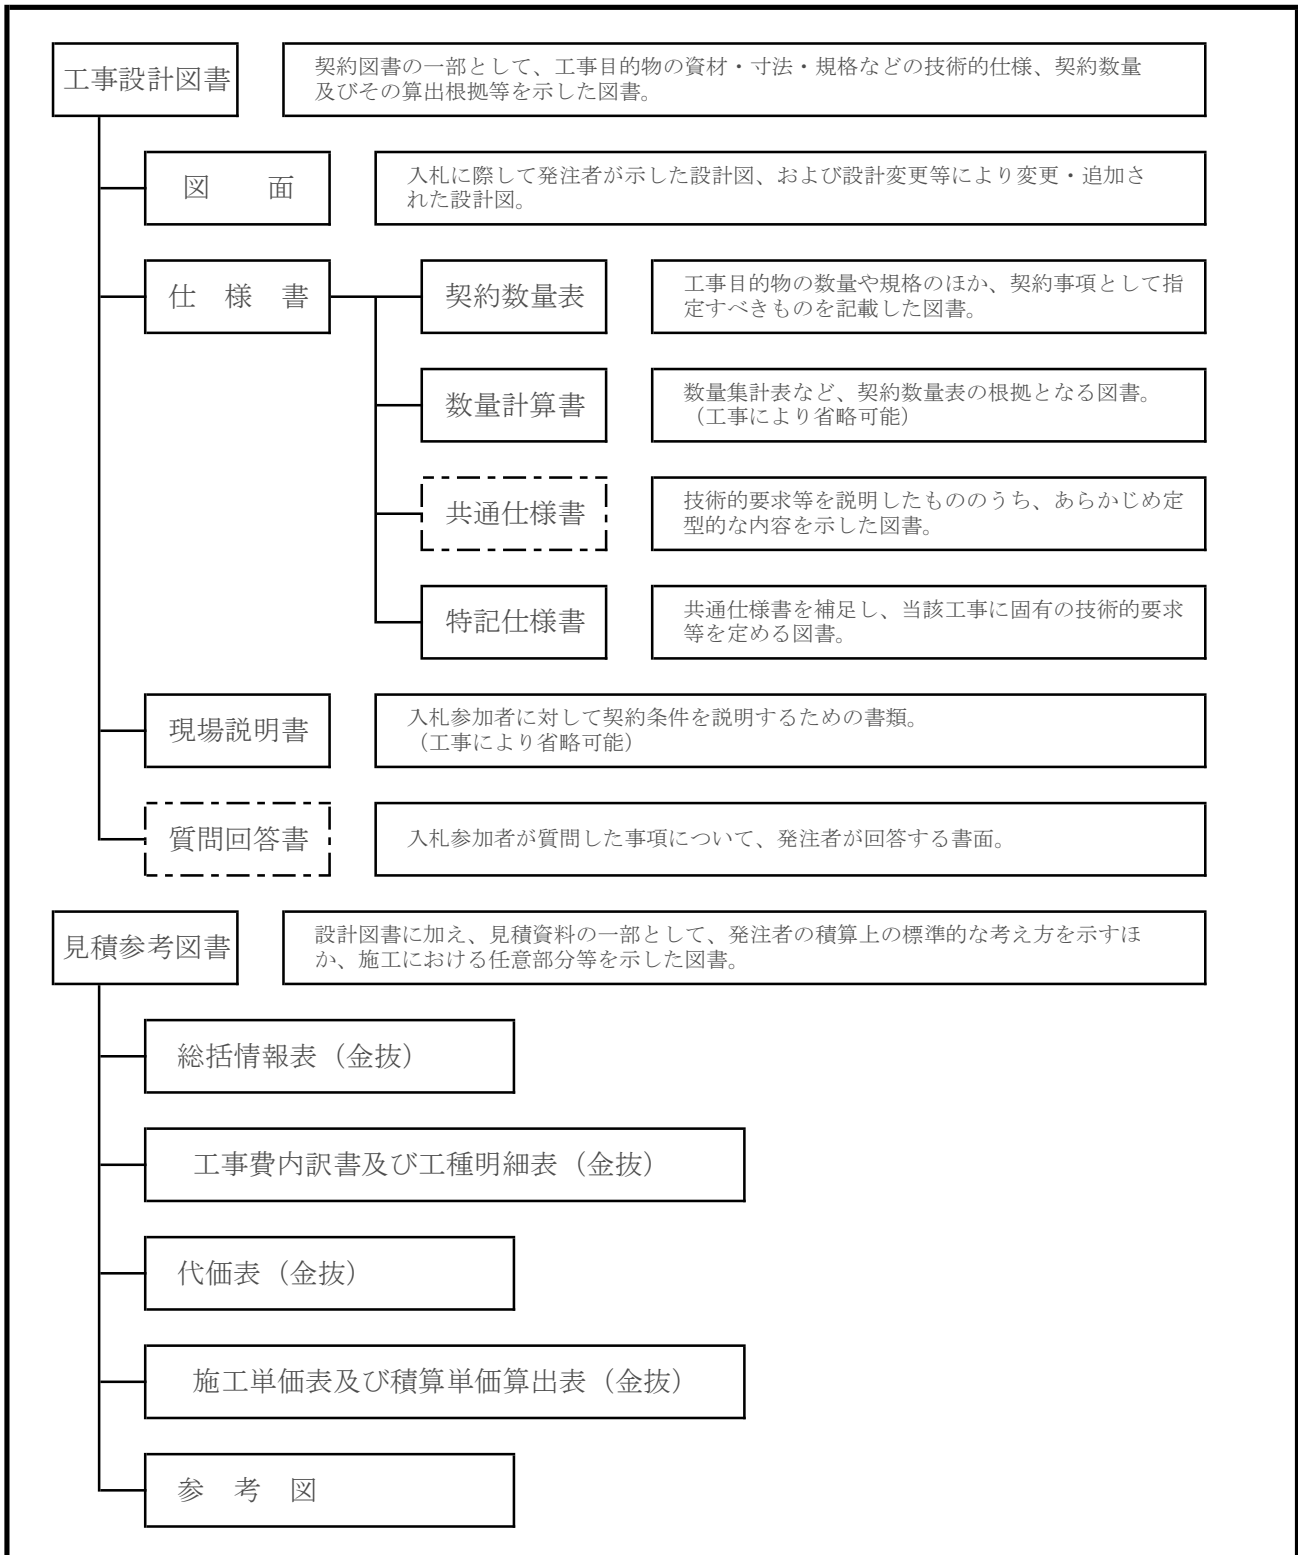 工事設計図書
契約図書の一部として、工事目的物の資材・寸法・規格などの技術的仕様、契約数量
及びその算出根拠等を示した図書。
図　　面
入札に際して発注者が示した設計図、および設計変更等により変更・追加さ
れた設計図。
仕　様　書
契約数量表
工事目的物の数量や規格のほか、契約事項として指
定すべきものを記載した図書。
数量計算書
数量集計表など、契約数量表の根拠となる図書。
（工事により省略可能）
共通仕様書
技術的要求等を説明したもののうち、あらかじめ定
型的な内容を示した図書。
特記仕様書
共通仕様書を補足し、当該工事に固有の技術的要求
等を定める図書。
現場説明書
入札参加者に対して契約条件を説明するための書類。
（工事により省略可能）
質問回答書
入札参加者が質問した事項について、発注者が回答する書面。
見積参考図書
設計図書に加え、見積資料の一部として、発注者の積算上の標準的な考え方を示すほ
か、施工における任意部分等を示した図書。
総括情報表（金抜）
工事費内訳書及び工種明細表（金抜）
代価表（金抜）
施工単価表及び積算単価算出表（金抜）
参　考　図